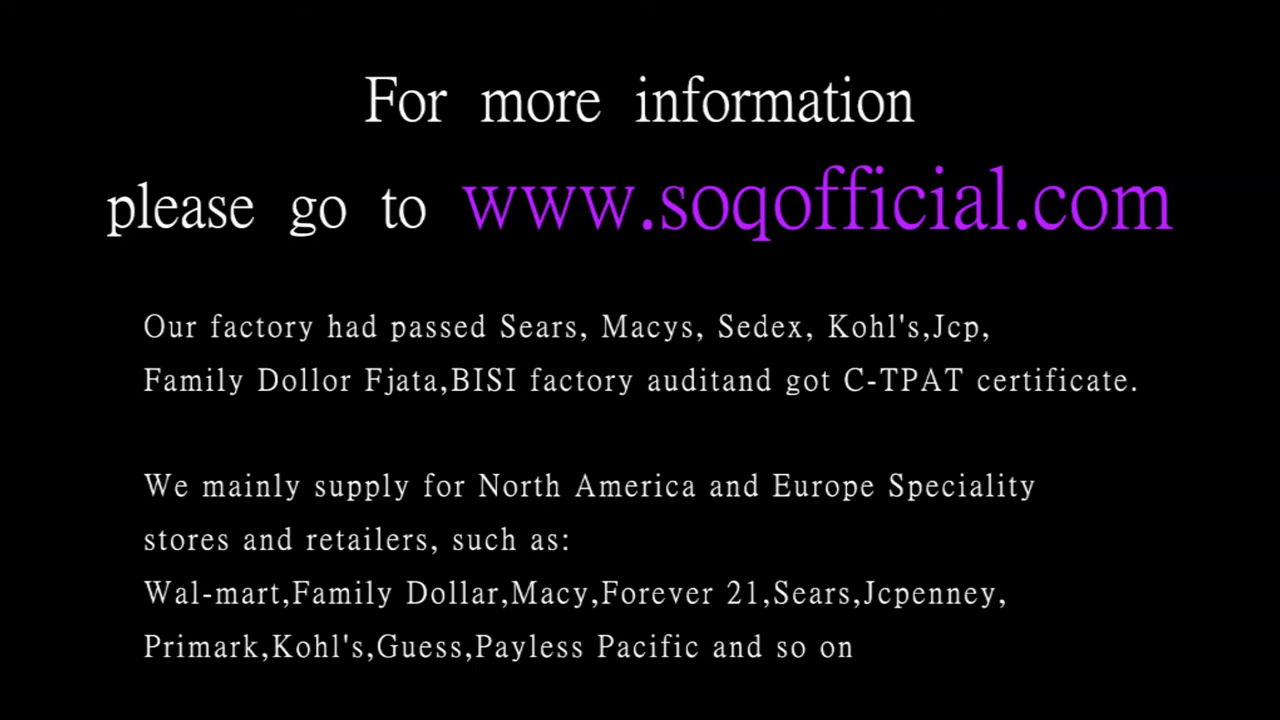 For more information
please go to www.soqofficial.com
Our factory had passed Sears, Macys, Sedex, Kohl's,Jcp,
Family Dollor Fjata,BISI factory auditand got C-TPAT certificate.
We mainly supply for North America and Europe Speciality
stores and retailers, such as:
Wal-mart,Family Dollar,Macy,Forever 21,Sears,Jcpenney,
Primark,Kohl's,Guess,Payless Pacific and so on